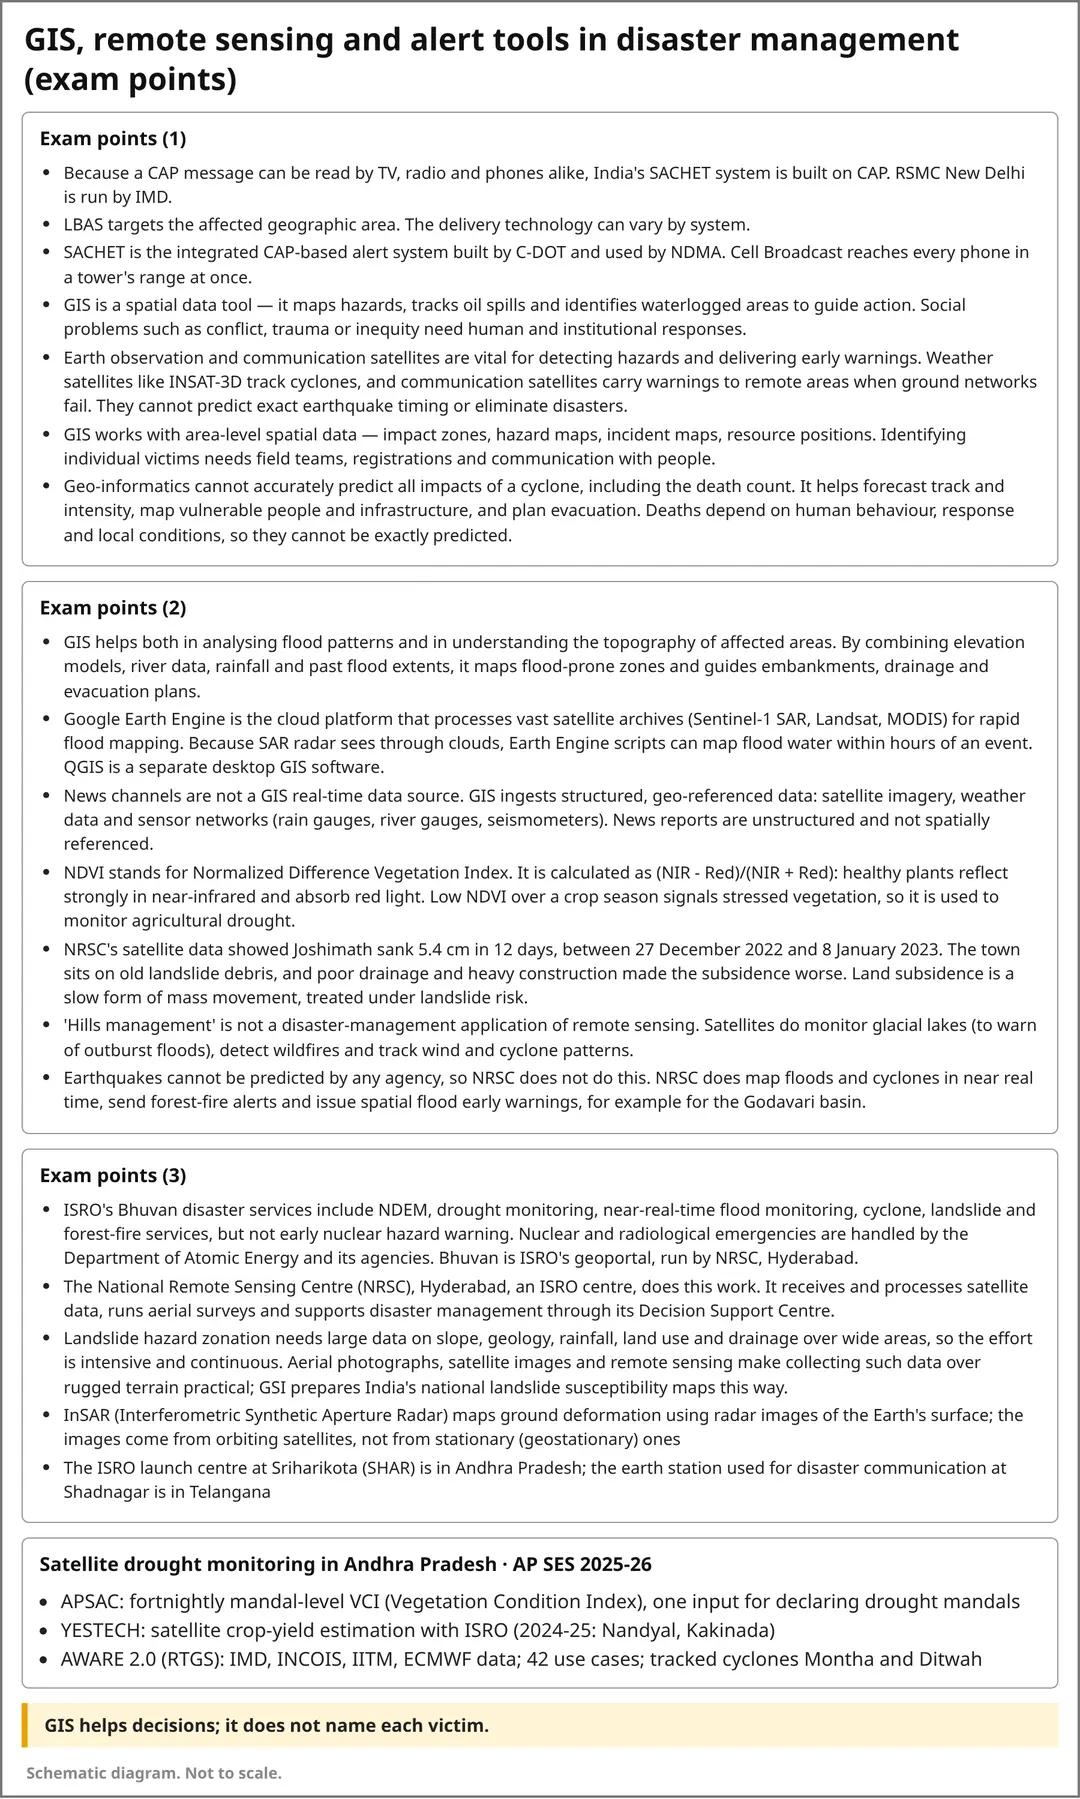 GIS, remote sensing and alert tools in disaster management
(exam points)
Exam points (1)
• Because a CAP message can be read by TV, radio and phones alike, India's SACHET system is built on CAP. RSMC New Delhi
is run by IMD.
• LBAS targets the affected geographic area. The delivery technology can vary by system.
• SACHET is the integrated CAP-based alert system built by C-DOT and used by NDMA. Cell Broadcast reaches every phone in
a tower's range at once.
• GIS is a spatial data tool — it maps hazards, tracks oil spills and identifies waterlogged areas to guide action. Social
problems such as conflict, trauma or inequity need human and institutional responses.
• Earth observation and communication satellites are vital for detecting hazards and delivering early warnings. Weather
satellites like INSAT-3D track cyclones, and communication satellites carry warnings to remote areas when ground networks
fail. They cannot predict exact earthquake timing or eliminate disasters.
• GIS works with area-level spatial data — impact zones, hazard maps, incident maps, resource positions. Identifying
individual victims needs field teams, registrations and communication with people.
• Geo-informatics cannot accurately predict all impacts of a cyclone, including the death count. It helps forecast track and
intensity, map vulnerable people and infrastructure, and plan evacuation. Deaths depend on human behaviour, response
and local conditions, so they cannot be exactly predicted.
Exam points (2)
• GIS helps both in analysing flood patterns and in understanding the topography of affected areas. By combining elevation
models, river data, rainfall and past flood extents, it maps flood-prone zones and guides embankments, drainage and
evacuation plans.
• Google Earth Engine is the cloud platform that processes vast satellite archives (Sentinel-1 SAR, Landsat, MODIS) for rapid
flood mapping. Because SAR radar sees through clouds, Earth Engine scripts can map flood water within hours of an event.
QGIS is a separate desktop GIS software.
• News channels are not a GIS real-time data source. GIS ingests structured, geo-referenced data: satellite imagery, weather
data and sensor networks (rain gauges, river gauges, seismometers). News reports are unstructured and not spatially
referenced.
• NDVI stands for Normalized Difference Vegetation Index. It is calculated as (NIR - Red)/(NIR + Red): healthy plants reflect
strongly in near-infrared and absorb red light. Low NDVI over a crop season signals stressed vegetation, so it is used to
monitor agricultural drought.
• NRSC's satellite data showed Joshimath sank 5.4 cm in 12 days, between 27 December 2022 and 8 January 2023. The town
sits on old landslide debris, and poor drainage and heavy construction made the subsidence worse. Land subsidence is a
slow form of mass movement, treated under landslide risk.
• 'Hills management' is not a disaster-management application of remote sensing. Satellites do monitor glacial lakes (to warn
of outburst floods), detect wildfires and track wind and cyclone patterns.
• Earthquakes cannot be predicted by any agency, so NRSC does not do this. NRSC does map floods and cyclones in near real
time, send forest-fire alerts and issue spatial flood early warnings, for example for the Godavari basin.
Exam points (3)
• ISRO's Bhuvan disaster services include NDEM, drought monitoring, near-real-time flood monitoring, cyclone, landslide and
forest-fire services, but not early nuclear hazard warning. Nuclear and radiological emergencies are handled by the
Department of Atomic Energy and its agencies. Bhuvan is ISRO's geoportal, run by NRSC, Hyderabad.
• The National Remote Sensing Centre (NRSC), Hyderabad, an ISRO centre, does this work. It receives and processes satellite
data, runs aerial surveys and supports disaster management through its Decision Support Centre.
• Landslide hazard zonation needs large data on slope, geology, rainfall, land use and drainage over wide areas, so the effort
is intensive and continuous. Aerial photographs, satellite images and remote sensing make collecting such data over
rugged terrain practical; GSI prepares India's national landslide susceptibility maps this way.
• InSAR (Interferometric Synthetic Aperture Radar) maps ground deformation using radar images of the Earth's surface; the
images come from orbiting satellites, not from stationary (geostationary) ones
• The ISRO launch centre at Sriharikota (SHAR) is in Andhra Pradesh; the earth station used for disaster communication at
Shadnagar is in Telangana
Satellite drought monitoring in Andhra Pradesh · AP SES 2025-26
• APSAC: fortnightly mandal-level VCI (Vegetation Condition Index), one input for declaring drought mandals
• YESTECH: satellite crop-yield estimation with ISRO (2024-25: Nandyal, Kakinada)
• AWARE 2.0 (RTGS): IMD, INCOIS, IITM, ECMWF data; 42 use cases; tracked cyclones Montha and Ditwah
GIS helps decisions; it does not name each victim.
Schematic diagram. Not to scale.